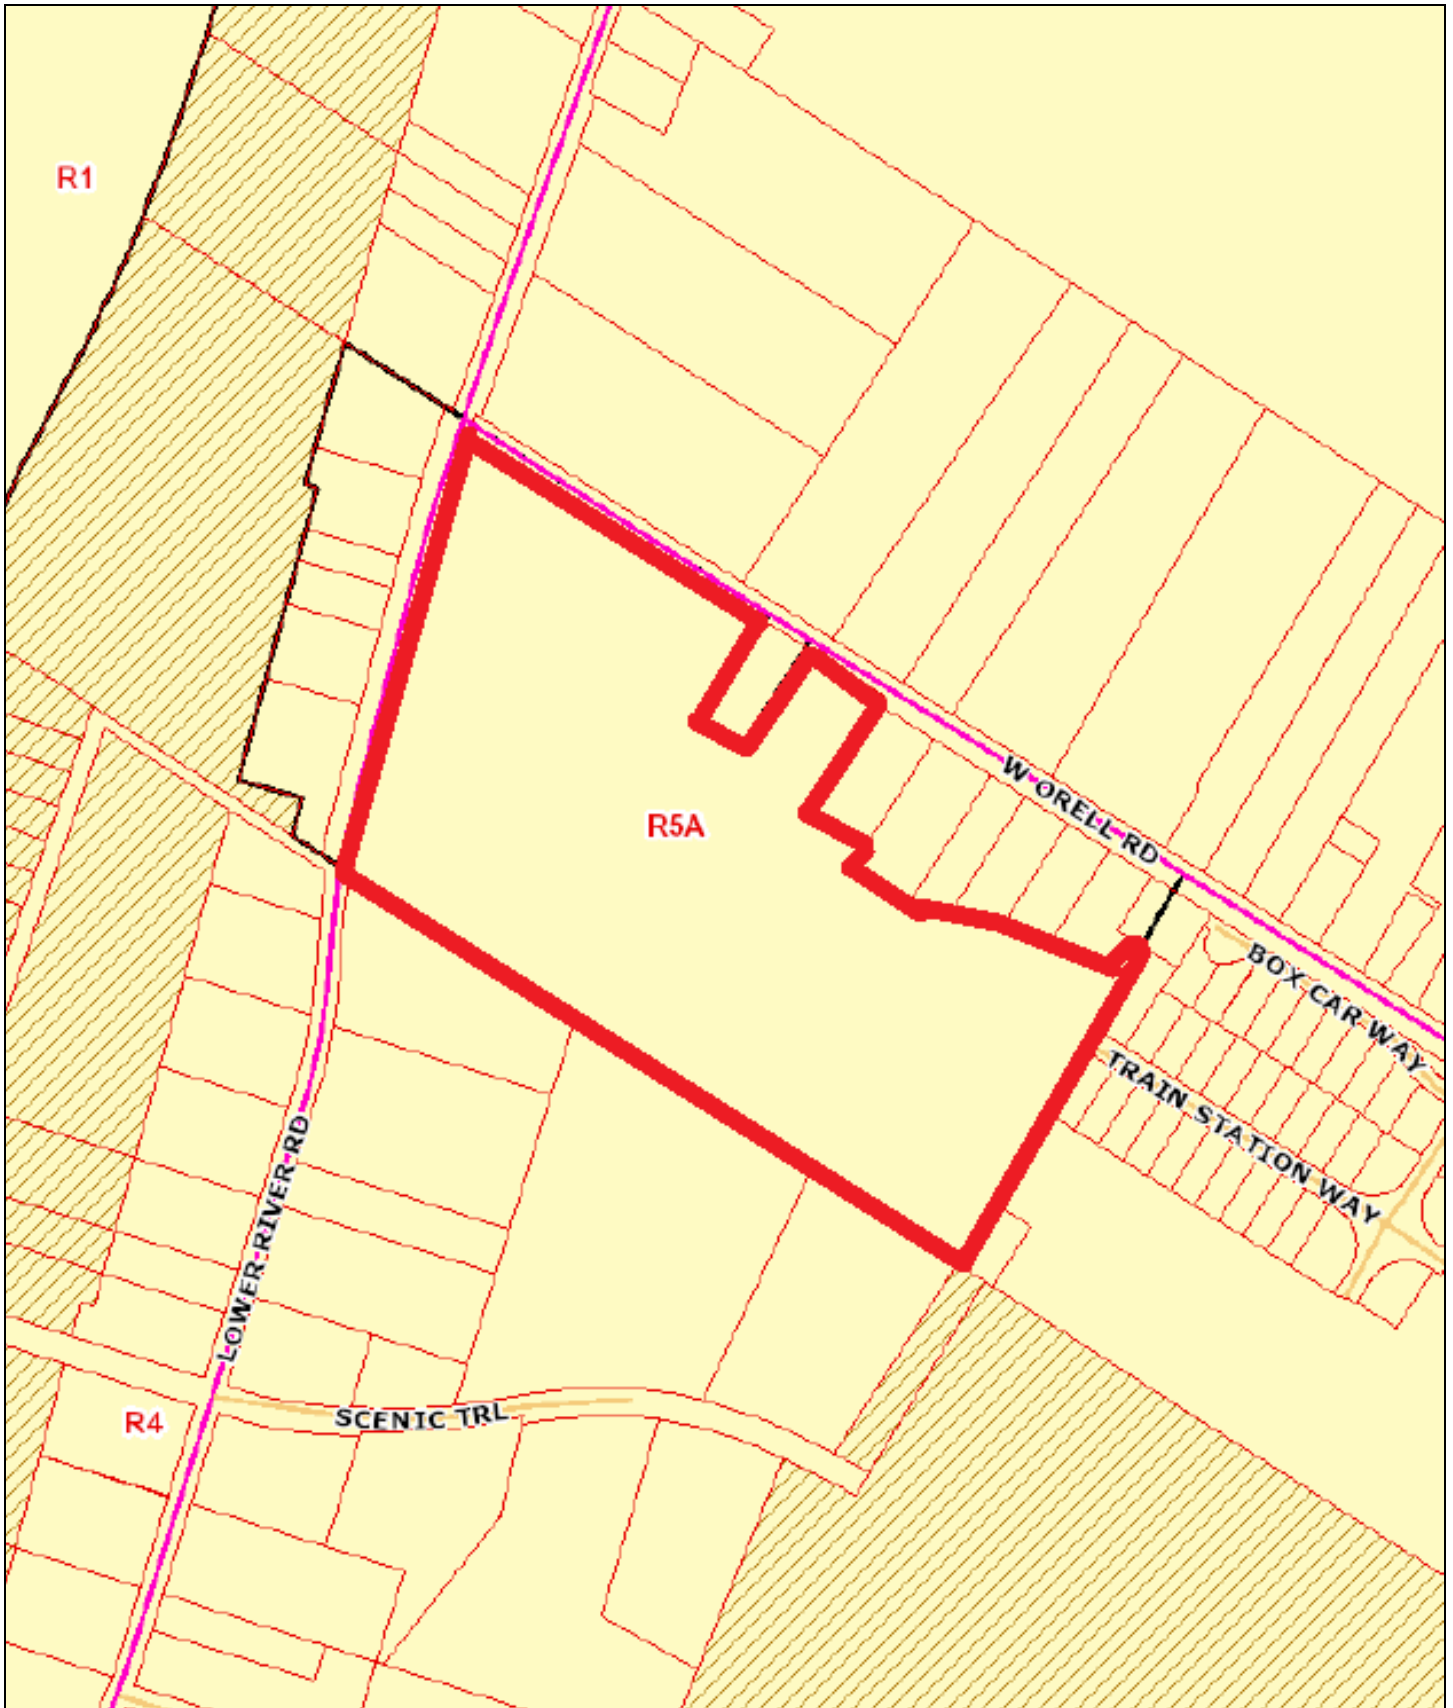 R1
W ORELL RD
R5A
BOX CAR WAY
TRAIN STATION WAY
LOWER RIVER RD
SCENIC TRL
R4